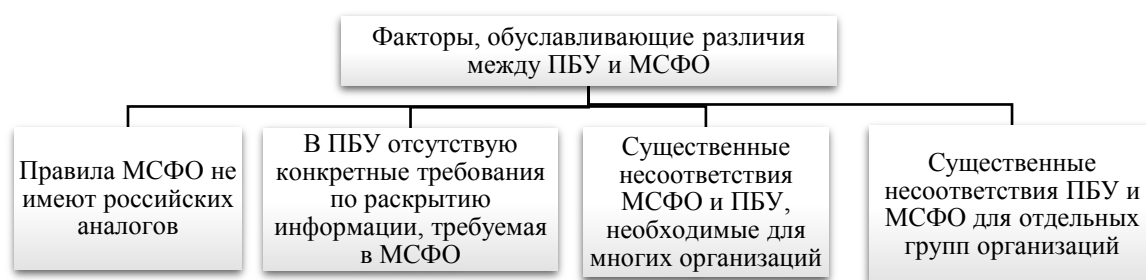 Факторы, обуславливающие различия
между ПБУ и МСФО
Правила МСФО не
имеют российских
аналогов
В ПБУ отсутствую
конкретные требования
по раскрытию
информации, требуемая
в МСФО
Существенные
несоответствия
МСФО и ПБУ,
необходимые для
многих организаций
Существенные
несоответствия ПБУ и
МСФО для отдельных
групп организаций